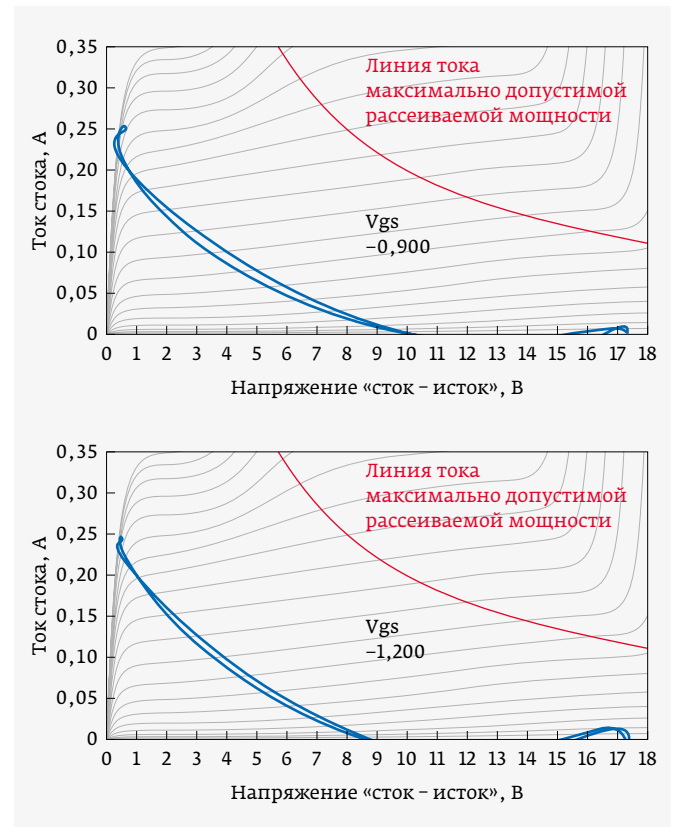 0,35
Линия тока
максимально допустимой
рассеиваемой мощности
0,30
0,25
0,20
0,15
0,10
0,05
0
Ток стока, А
Vgs
–0,900
0 1 2 3 4 5 6 7 8 9 10 11 12 13 14 15 16 17 18
Напряжение «сток – исток», В
0,35
Линия тока
максимально допустимой
рассеиваемой мощности
0,30
0,25
0,20
0,15
0,10
0,05
0
Ток стока, А
Vgs
–1,200
0 1 2 3 4 5 6 7 8 9 10 11 12 13 14 15 16 17 18
Напряжение «сток – исток», В